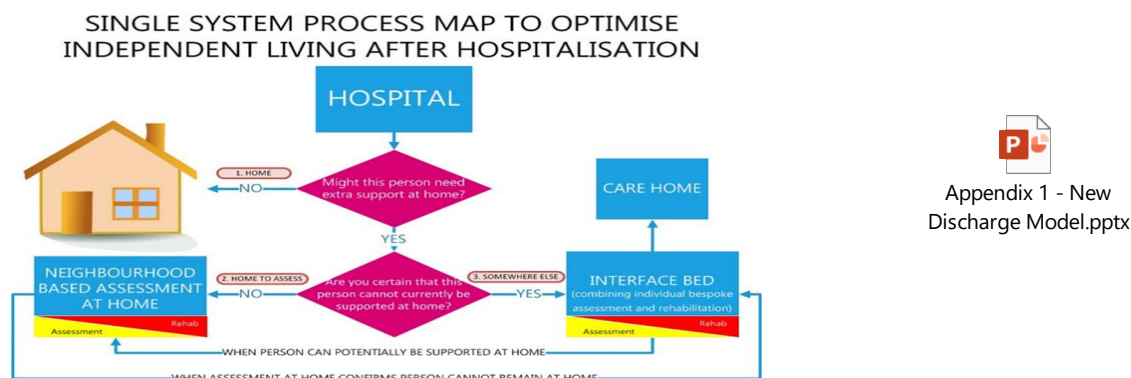 SINGLE SYSTEM PROCESS MAP TO OPTIMISE
INDEPENDENT LIVING AFTER HOSPITALISATION
HOSPITAL
1. HOME
NO
Might this person need
extra support at home?
CARE HOME
YES
NEIGHBOURHOOD
BASED ASSESSMENT
AT HOME
Assessment
Rehab
2. HOME TO ASSESS
NO
Are you certain that this
person cannot currently be
supported at home?
3. SOMEWHERE ELSE
YES
INTERFACE BED
(combining individual bespoke
assessment and rehabilitation)
Assessment
Rehab
WHEN PERSON CAN POTENTIALLY BE SUPPORTED AT HOME
WHEN ASSESSMENT AT HOME CONFIRMS PERSON CANNOT REMAIN AT HOME
P
Appendix 1 - New
Discharge Model.pptx